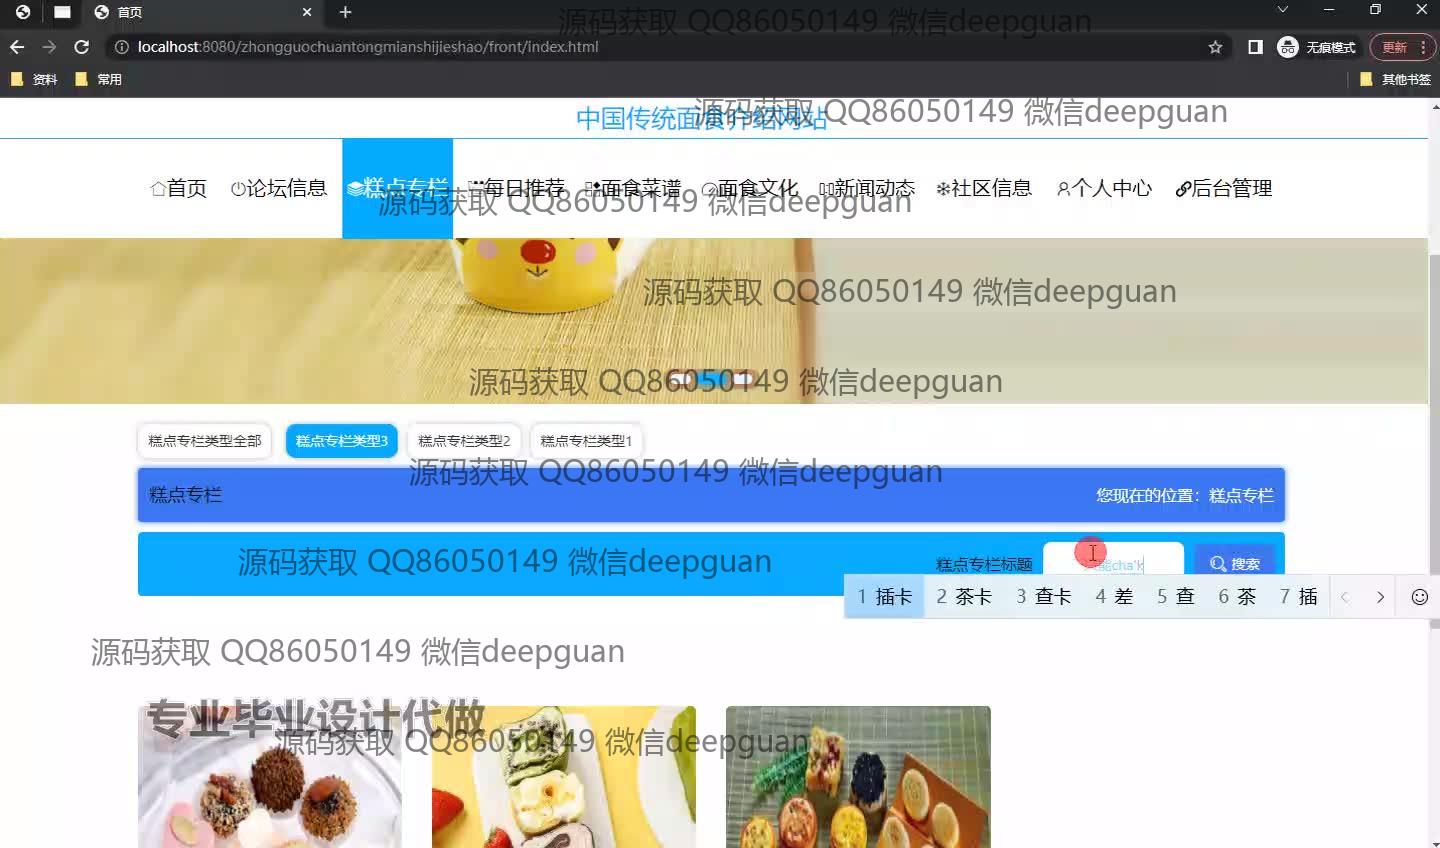 首页
源码获取 QQ86050149 微信deepguan
localhost:8080/zhongguochuantongmianshijieshao/front/index.html
无痕模式
更新
资料
常用
其他书签
中国传统面食介绍网站
源码获取 QQ86050149 微信deepguan
首页
论坛信息
糕点专栏
每日推荐
面食菜谱
面食文化
新闻动态
社区信息
个人中心
后台管理
源码获取 QQ86050149 微信deepguan
源码获取 QQ86050149 微信deepguan
源码获取 QQ86050149 微信deepguan
糕点专栏类型全部
糕点专栏类型3
糕点专栏类型2
糕点专栏类型1
源码获取 QQ86050149 微信deepguan
糕点专栏
您现在的位置：糕点专栏
源码获取 QQ86050149 微信deepguan
糕点专栏标题
cha'k
搜索
1 插卡 2 茶卡 3 查卡 4 差 5 查 6 茶 7 插
源码获取 QQ86050149 微信deepguan
专业毕业设计代做
源码获取 QQ86050149 微信deepguan